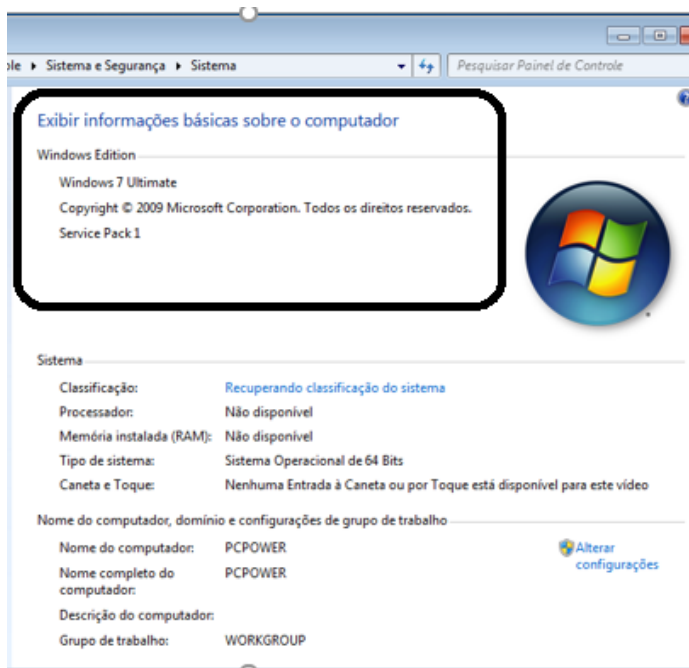 Sistema e Segurança Sistema Pesquisar Painel de Controle
Exibir informações básicas sobre o computador
Windows Edition
Windows 7 Ultimate
Copyright © 2009 Microsoft Corporation. Todos os direitos reservados.
Service Pack 1
Sistema
Classificação: Recuperando classificação do sistema
Processador: Não disponível
Memória instalada (RAM): Não disponível
Tipo de sistema: Sistema Operacional de 64 Bits
Caneta e Toque: Nenhuma Entrada à Caneta ou por Toque está disponível para este vídeo
Nome do computador, domínio e configurações de grupo de trabalho
Nome do computador: PCPOWER
Alterar
configurações
Nome completo do
computador:
PCPOWER
Descrição do computador:
Grupo de trabalho: WORKGROUP